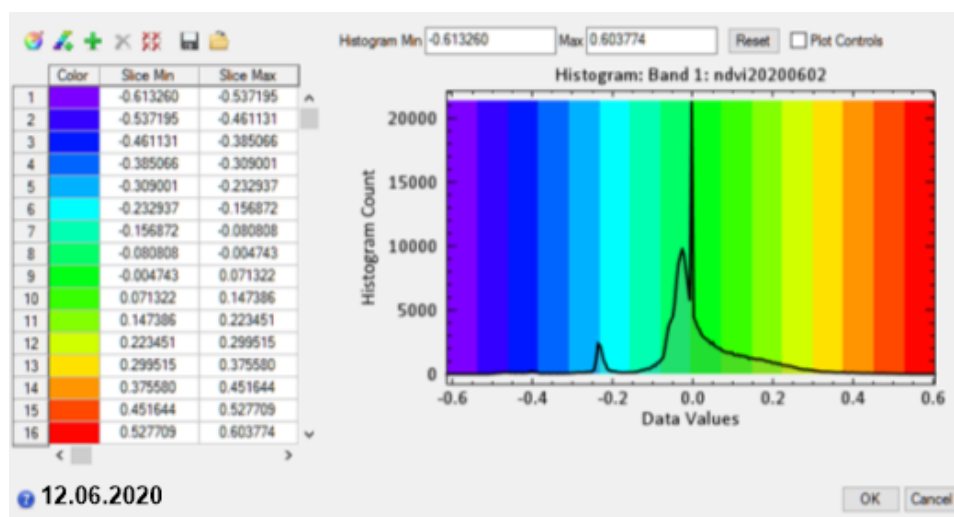 Histogram Min -0.613260 Max 0.603774 Reset Plot Controls
Color Slice Min Slice Max
1 -0.613260 -0.537195
2 -0.537195 -0.461131
3 -0.461131 -0.385066
4 -0.385066 -0.309001
5 -0.309001 -0.232937
6 -0.232937 -0.156872
7 -0.156872 -0.080808
8 -0.080808 -0.004743
9 -0.004743 0.071322
10 0.071322 0.147386
11 0.147386 0.223451
12 0.223451 0.299515
13 0.299515 0.375580
14 0.375580 0.451644
15 0.451644 0.527709
16 0.527709 0.603774
Histogram: Band 1: ndvi20200602
Histogram Count
20000
15000
10000
5000
0
-0.6 -0.4 -0.2 0.0 0.2 0.4 0.6
Data Values
12.06.2020
OK Cancel